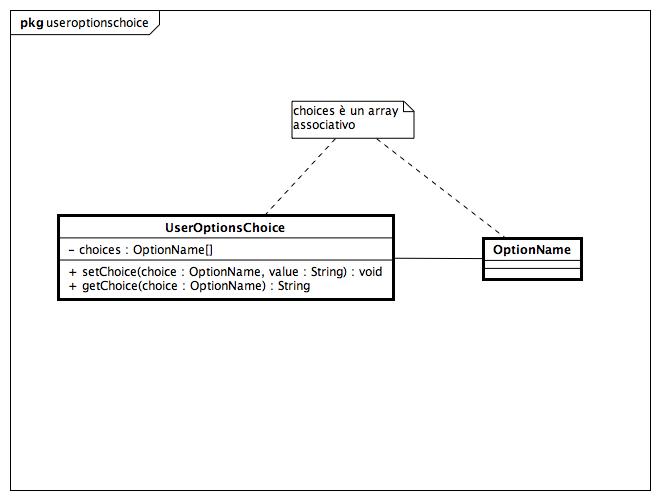 pkg useroptionschoice
choices è un array
associativo
UserOptionsChoice
- choices : OptionName[]
+ setChoice(choice : OptionName, value : String) : void
+ getChoice(choice : OptionName) : String
OptionName